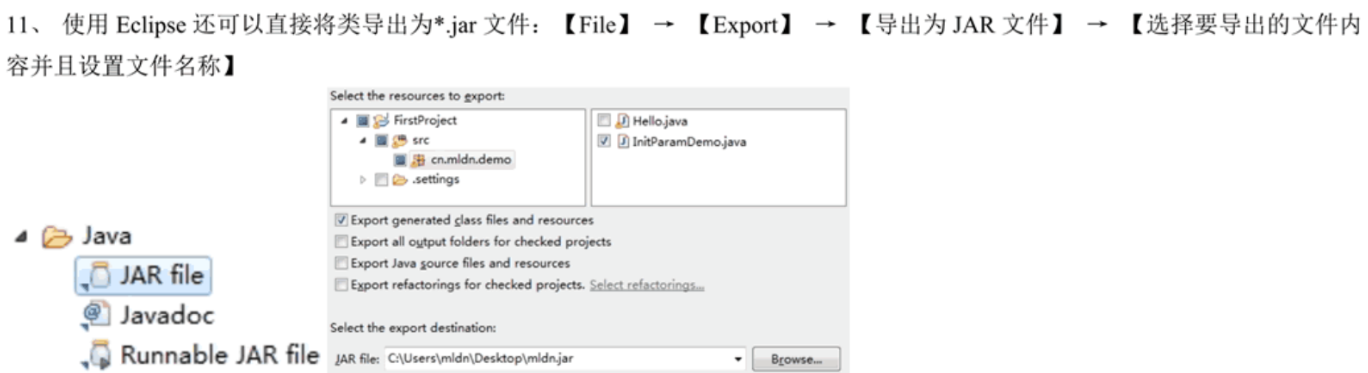 11、 使用 Eclipse 还可以直接将类导出为*.jar 文件：【File】 → 【Export】 → 【导出为 JAR 文件】 → 【选择要导出的文件内
容并且设置文件名称】
Java
JAR file
Javadoc
Runnable JAR file
Select the resources to export:
FirstProject
src
cn.mldn.demo
.settings
Hello.java
InitParamDemo.java
Export generated class files and resources
Export all output folders for checked projects
Export Java source files and resources
Export refactorings for checked projects. Select refactorings...
Select the export destination:
JAR file: C:\Users\mldn\Desktop\mldn.jar Browse...